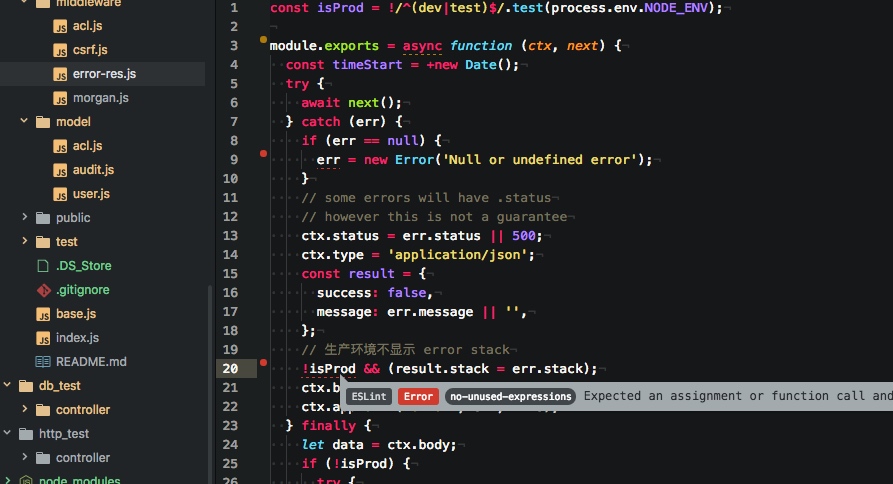 middleware
acl.js
csrf.js
error-res.js
morgan.js
model
acl.js
audit.js
user.js
public
test
.DS_Store
.gitignore
base.js
index.js
README.md
db_test
controller
http_test
controller
node_modules
1 const isProd = !/^(dev|test)$/.test(process.env.NODE_ENV);
2
3 module.exports = async function (ctx, next) {
4 const timeStart = +new Date();
5 try {
6 await next();
7 } catch (err) {
8 if (err == null) {
9 err = new Error('Null or undefined error');
10 }
11 // some errors will have .status
12 // however this is not a guarantee
13 ctx.status = err.status || 500;
14 ctx.type = 'application/json';
15 const result = {
16 success: false,
17 message: err.message || '',
18 };
19 // 生产环境不显示 error stack
20 !isProd && (result.stack = err.stack);
ESLint Error no-unused-expressions Expected an assignment or function call and
21 ctx.b
22 ctx.a
23 } finally {
24 let data = ctx.body;
25 if (!isProd) {
26 try {